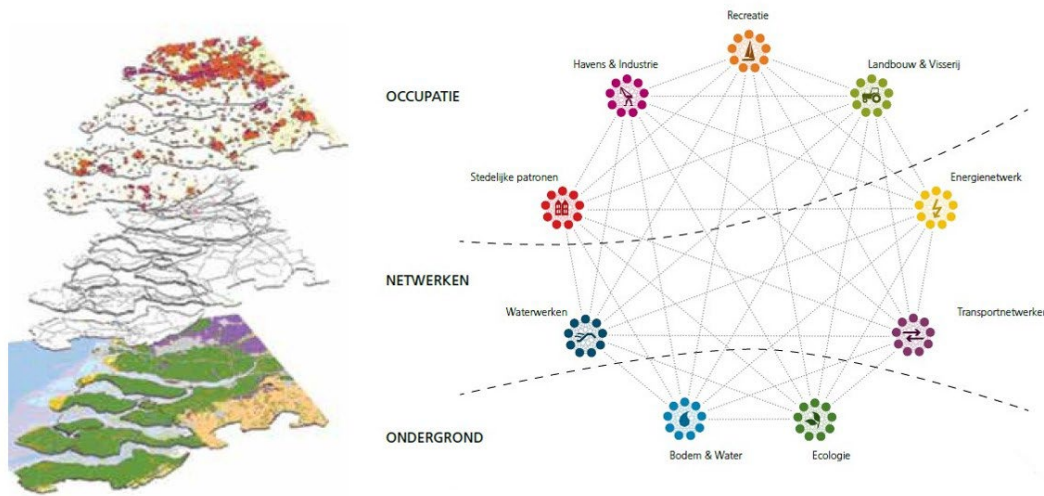 Recreatie
Havens & Industrie
Landbouw & Visserij
OCCUPATIE
Stedelijke patronen
Energienetwerk
NETWERKEN
Waterwerken
Transportnetwerken
ONDERGROND
Bodem & Water
Ecologie